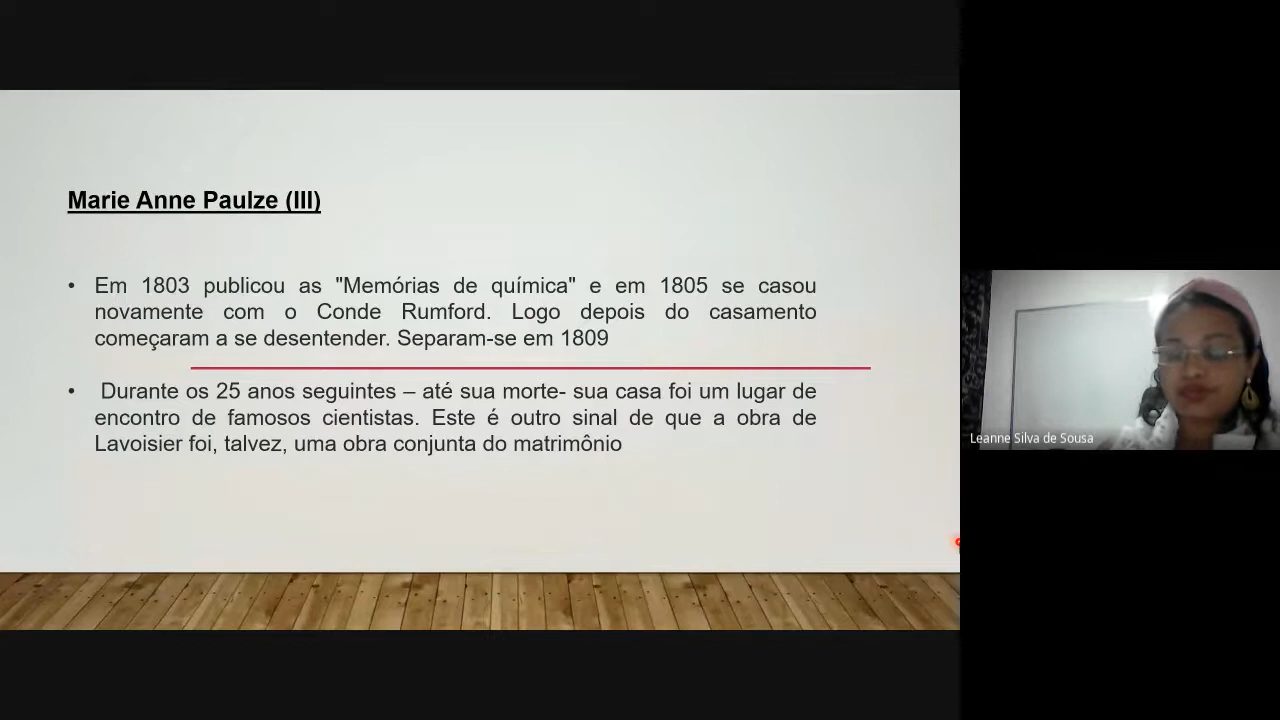 Marie Anne Paulze (III)
• Em 1803 publicou as "Memórias de química" e em 1805 se casou
novamente com o Conde Rumford. Logo depois do casamento
começaram a se desentender. Separam-se em 1809
• Durante os 25 anos seguintes – até sua morte- sua casa foi um lugar de
encontro de famosos cientistas. Este é outro sinal de que a obra de
Lavoisier foi, talvez, uma obra conjunta do matrimônio
Leanne Silva de Sousa